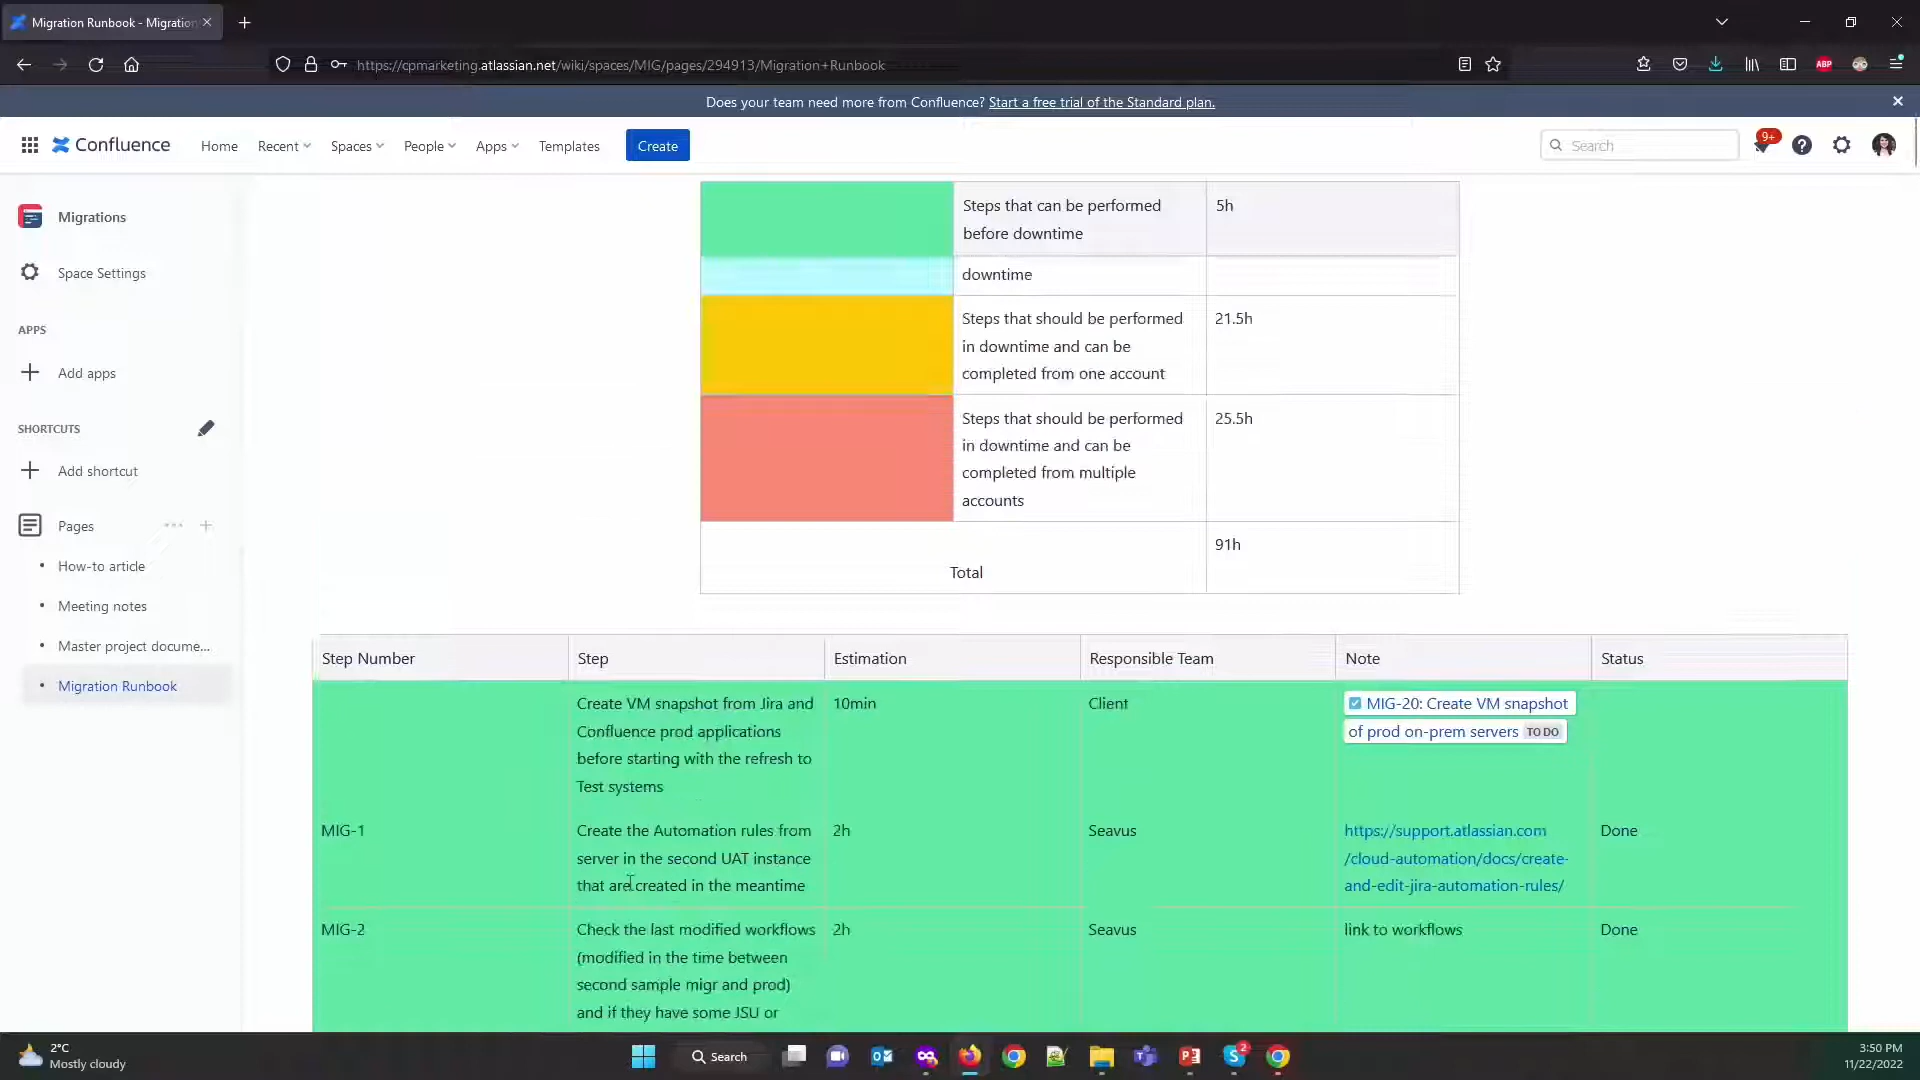 Migration Runbook - Migration
https://cpmarketing.atlassian.net/wiki/spaces/MIG/pages/294913/Migration+Runbook
ABP
Does your team need more from Confluence? Start a free trial of the Standard plan.
Confluence
Home
Recent
Spaces
People
Apps
Templates
Create
Search
9+
Migrations
Space Settings
APPS
Add apps
SHORTCUTS
Add shortcut
Pages
How-to article
Meeting notes
Master project docume...
Migration Runbook
Steps that can be performed
before downtime
5h
downtime
Steps that should be performed
in downtime and can be
completed from one account
21.5h
Steps that should be performed
in downtime and can be
completed from multiple
accounts
25.5h
Total
91h
Step Number
Step
Estimation
Responsible Team
Note
Status
Create VM snapshot from Jira and
Confluence prod applications
before starting with the refresh to
Test systems
10min
Client
MIG-20: Create VM snapshot
of prod on-prem servers TO DO
MIG-1
Create the Automation rules from
server in the second UAT instance
that are created in the meantime
2h
Seavus
https://support.atlassian.com
/cloud-automation/docs/create-
and-edit-jira-automation-rules/
Done
MIG-2
Check the last modified workflows
(modified in the time between
second sample migr and prod)
and if they have some JSU or
2h
Seavus
link to workflows
Done
2°C
Mostly cloudy
Search
2
3:50 PM
11/22/2022